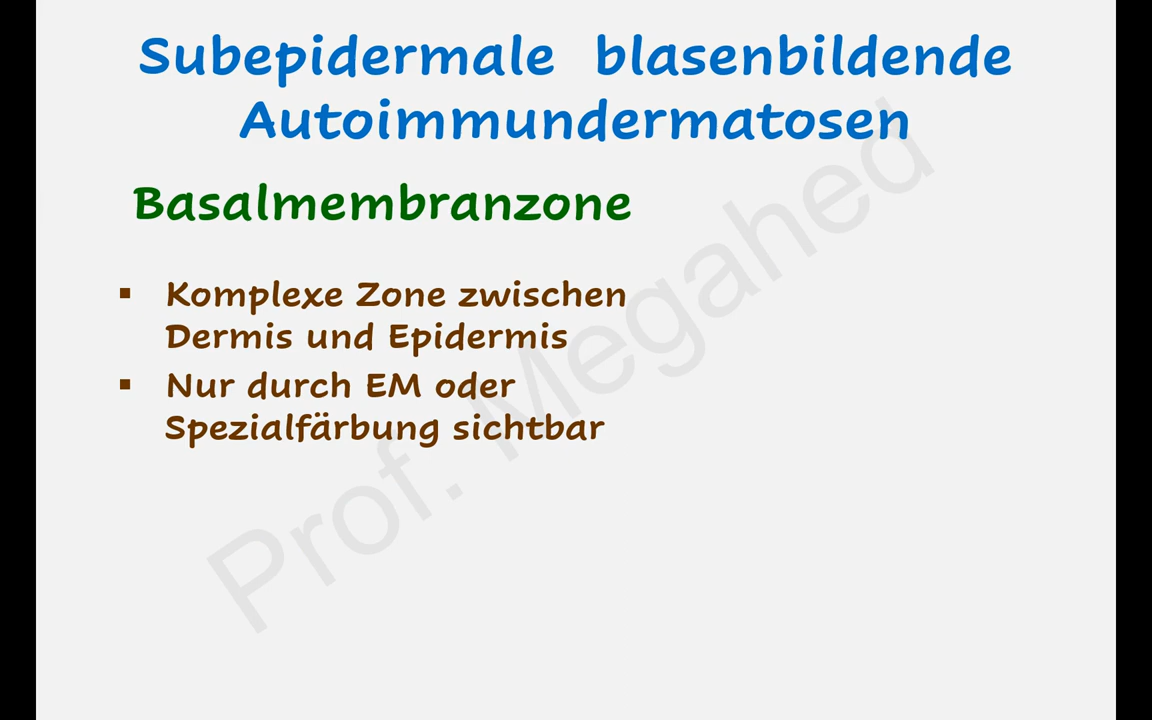 Subepidermale blasenbildende
Autoimmundermatosen
Basalmembranzone
▪ Komplexe Zone zwischen
Dermis und Epidermis
▪ Nur durch EM oder
Spezialfärbung sichtbar
Prof. Megahed